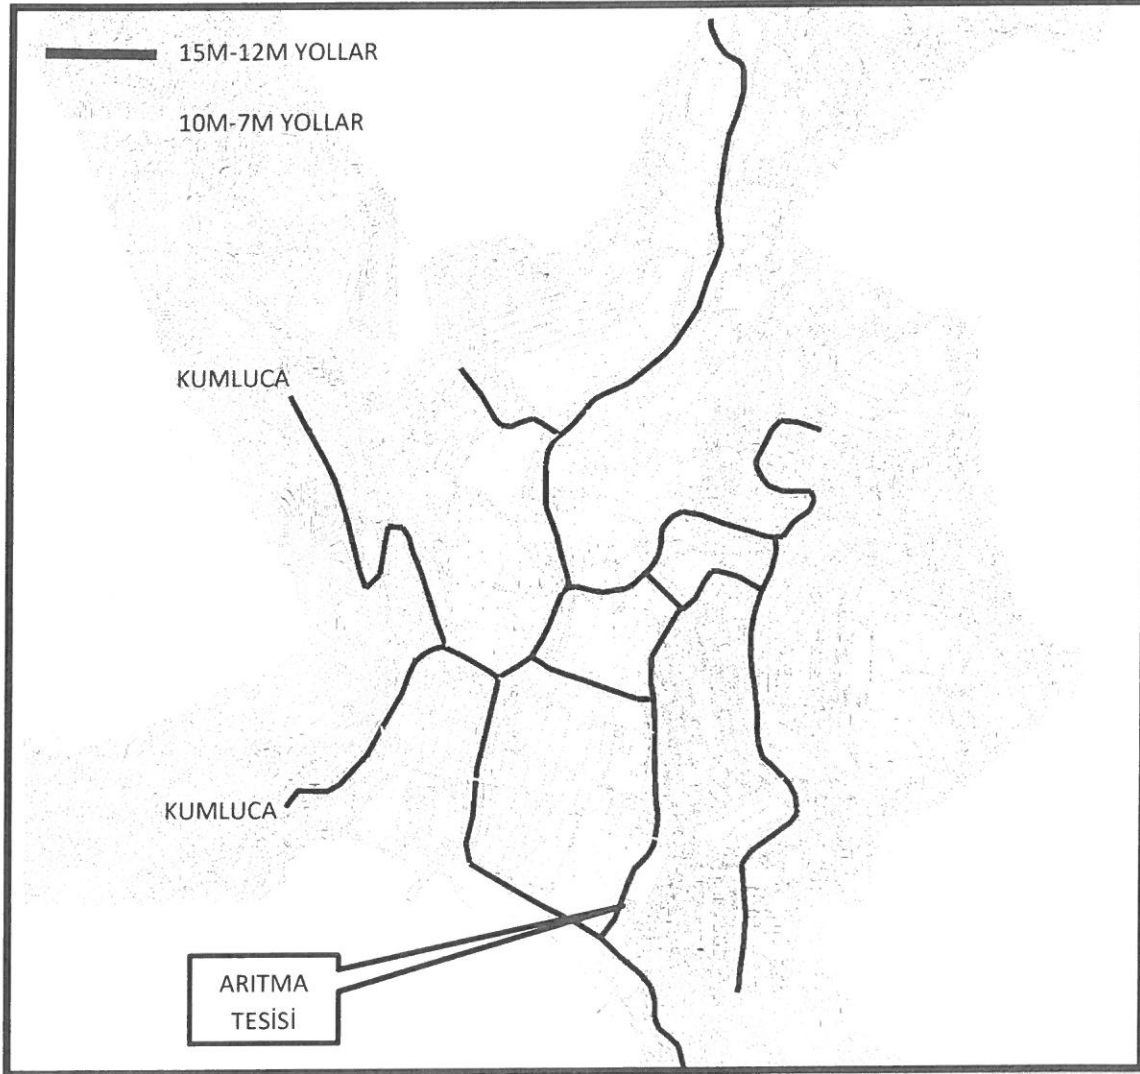 15M-12M YOLLAR
10M-7M YOLLAR
KUMLUCA
KUMLUCA
ARITMA
TESİSİ